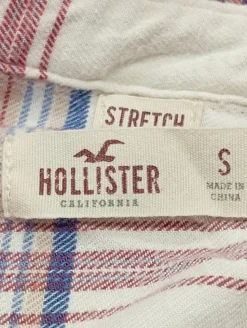 STRETCH
HOLLISTER
CALIFORNIA
S
MADE IN
CHINA